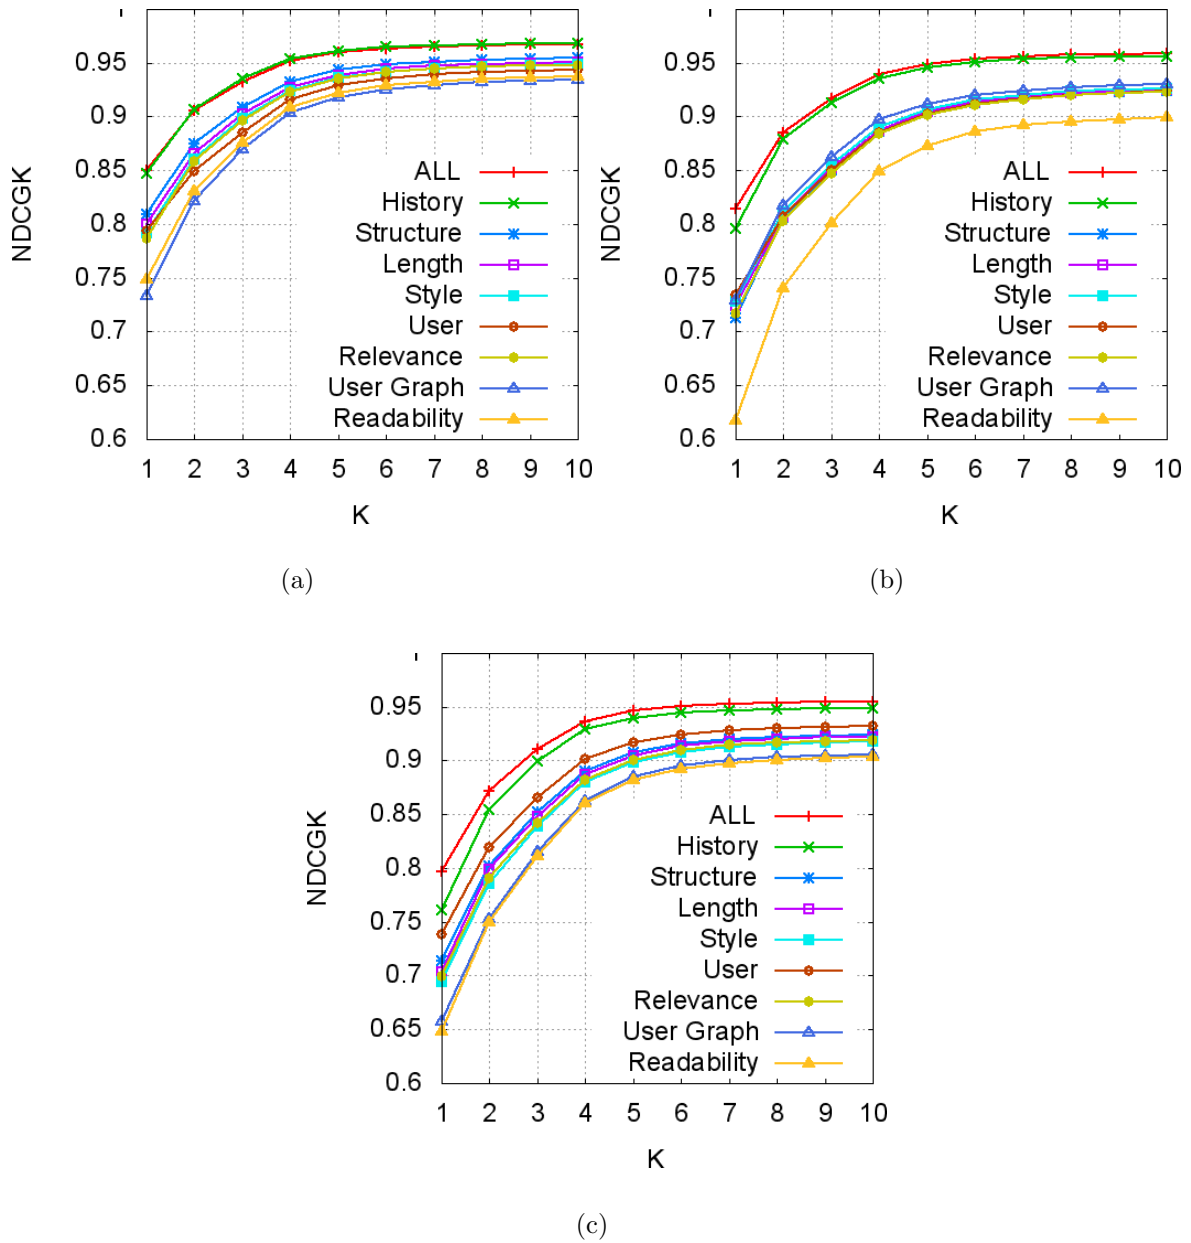 0.95
0.9
0.85
0.8
0.75
0.7
0.65
0.6
NDCGK
ALL
History
Structure
Length
Style
User
Relevance
User Graph
Readability
1 2 3 4 5 6 7 8 9 10
K
(a)
0.95
0.9
0.85
0.8
0.75
0.7
0.65
0.6
NDCGK
ALL
History
Structure
Length
Style
User
Relevance
User Graph
Readability
1 2 3 4 5 6 7 8 9 10
K
(b)
0.95
0.9
0.85
0.8
0.75
0.7
0.65
0.6
NDCGK
ALL
History
Structure
Length
Style
User
Relevance
User Graph
Readability
1 2 3 4 5 6 7 8 9 10
K
(c)